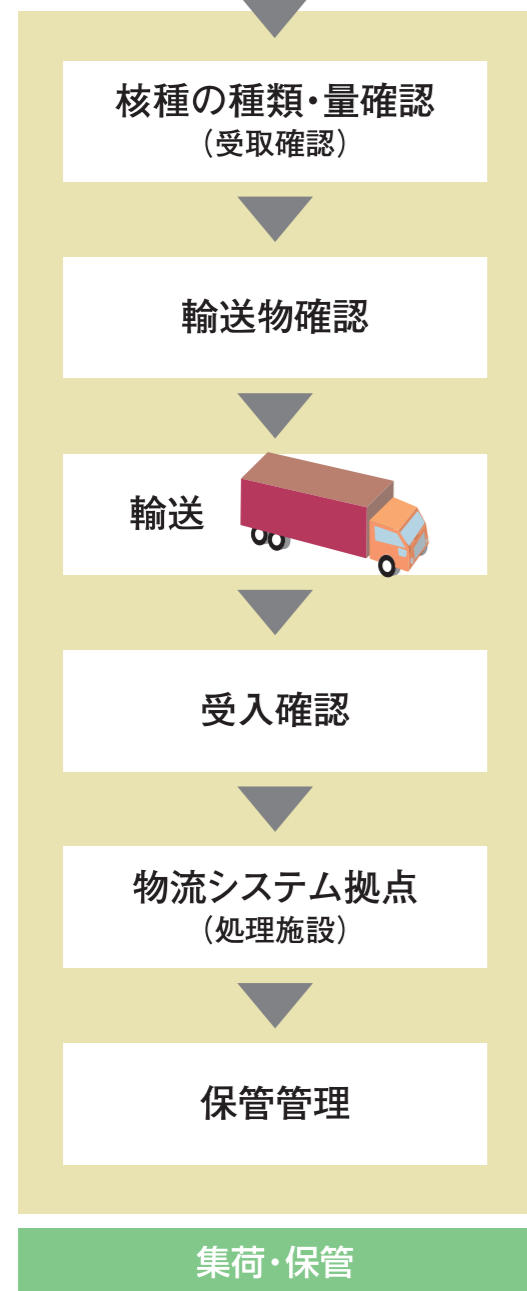 核種の種類・量確認
（受取確認）
輸送物確認
輸送
受入確認
物流システム拠点
（処理施設）
保管管理
集荷・保管